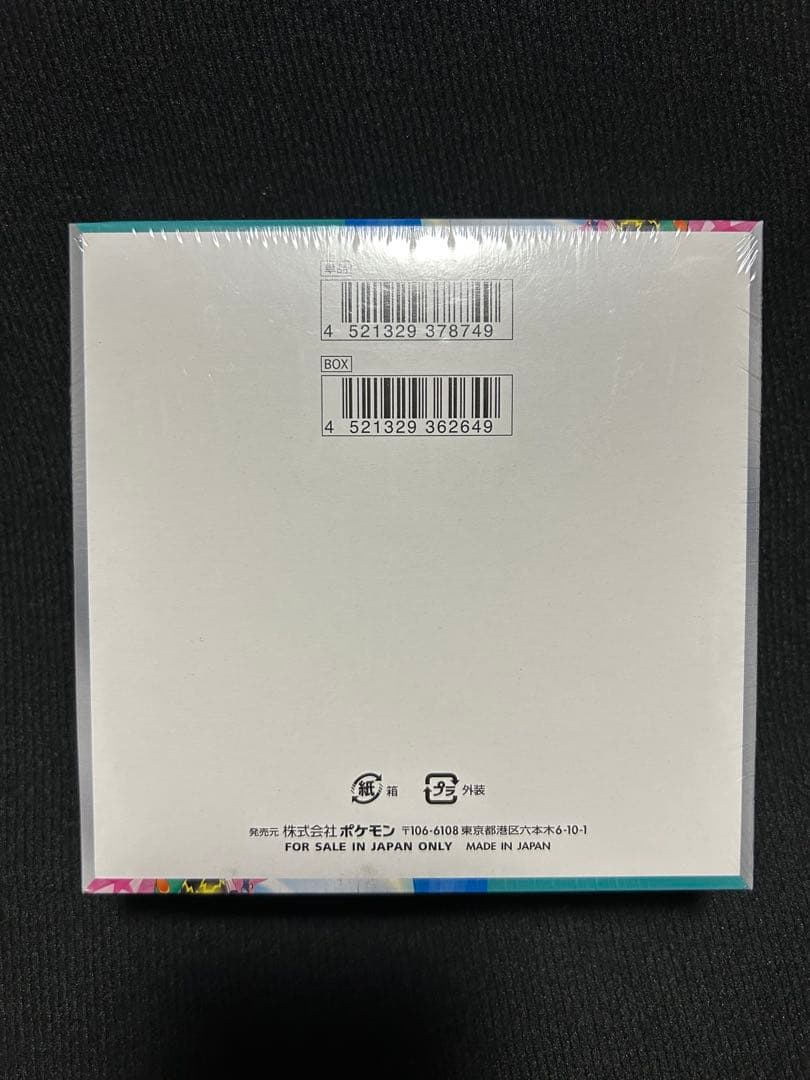 単品
4 521329 378749
BOX
4 521329 362649
紙 箱 プラ 外装
発売元 株式会社ポケモン 〒106-6108 東京都港区六本木6-10-1
FOR SALE IN JAPAN ONLY MADE IN JAPAN